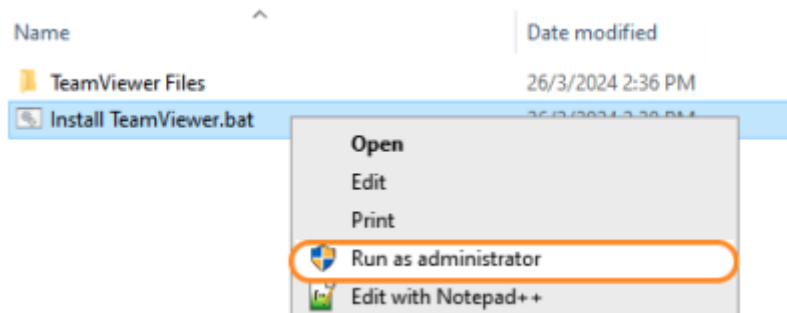 Name Date modified
TeamViewer Files 26/3/2024 2:36 PM
Install TeamViewer.bat
Open
Edit
Print
Run as administrator
Edit with Notepad++